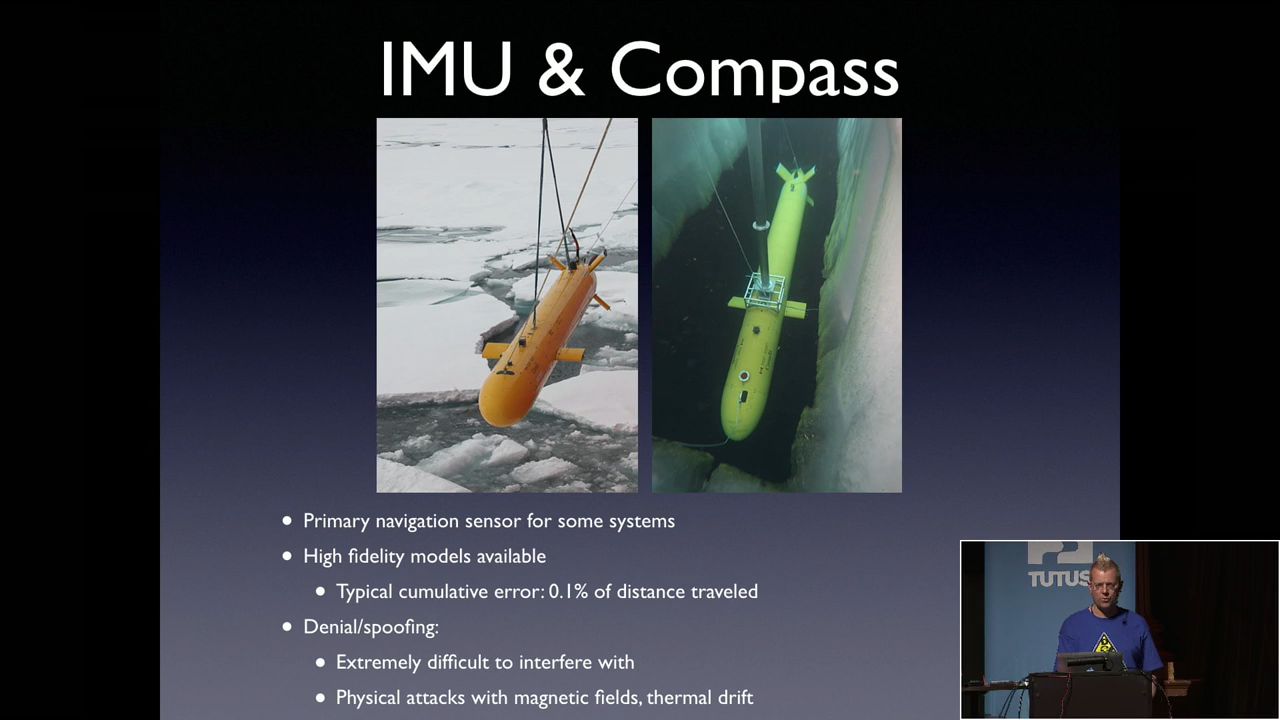 IMU & Compass
Primary navigation sensor for some systems
High fidelity models available
Typical cumulative error: 0.1% of distance traveled
Denial/spoofing:
Extremely difficult to interfere with
Physical attacks with magnetic fields, thermal drift
TUTUS